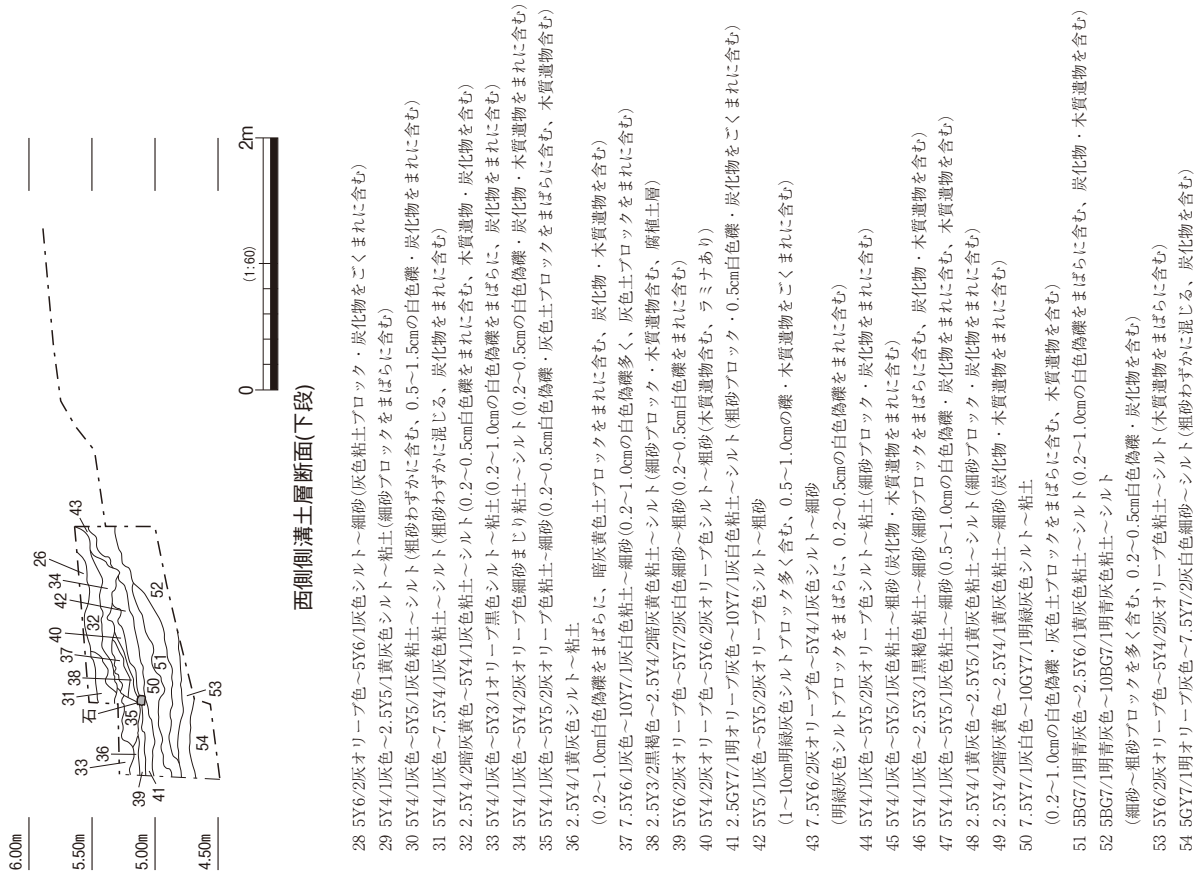 6.00m
5.50m
5.00m
4.50m
33
36
39
41
35
石
31
38
37
40
32
42
34
26
43
50
51
52
53
54
0
(1:60)
2m
西側側溝土層断面(下段)
28 5Y6/2灰オリーブ色～5Y6/1灰色シルト～細砂(灰色粘土ブロック・炭化物をごくまれに含む)
29 5Y4/1灰色～2.5Y5/1黄灰色シルト～粘土(細砂ブロックをまばらに含む)
30 5Y4/1灰色～5Y5/1灰色粘土～シルト(粗砂わずかに含む、0.5～1.5cmの白色礫・炭化物をまれに含む)
31 5Y4/1灰色～7.5Y4/1灰色粘土～シルト(粗砂わずかに混じる、炭化物をまれに含む)
32 2.5Y4/2暗灰黄色～5Y4/1灰色粘土～シルト(0.2～0.5cm白色礫をまれに含む、木質遺物・炭化物を含む)
33 5Y4/1灰色～5Y3/1オリーブ黒色シルト～粘土(0.2～1.0cmの白色偽礫をまばらに、炭化物をまれに含む)
34 5Y4/1灰色～5Y4/2灰オリーブ色細砂まじり粘土～シルト(0.2～0.5cmの白色偽礫・炭化物・木質遺物をまれに含む)
35 5Y4/1灰色～5Y5/2灰オリーブ色粘土～細砂(0.2～0.5cm白色偽礫・灰色土ブロックをまばらに含む、木質遺物含む)
36 2.5Y4/1黄灰色シルト～粘土
(0.2～1.0cm白色偽礫をまばらに、暗灰黄色土ブロックをまれに含む、炭化物・木質遺物を含む)
37 7.5Y6/1灰色～10Y7/1灰白色粘土～細砂(0.2～1.0cmの白色偽礫多く、灰色土ブロックをまれに含む)
38 2.5Y3/2黒褐色～2.5Y4/2暗灰黄色粘土～シルト(細砂ブロック・木質遺物含む、腐植土層)
39 5Y6/2灰オリーブ色～5Y7/2灰白色細砂～粗砂(0.2～0.5cm白色礫をまれに含む)
40 5Y4/2灰オリーブ色～5Y6/2灰オリーブ色シルト～粗砂(木質遺物含む、ラミナあり)
41 2.5GY7/1明オリーブ灰色～10Y7/1灰白色粘土～シルト(粗砂ブロック・0.5cm白色礫・炭化物をごくまれに含む)
42 5Y5/1灰色～5Y5/2灰オリーブ色シルト～粗砂
(1～10cm明緑灰色シルトブロック多く含む、0.5～1.0cmの礫・木質遺物をごくまれに含む)
43 7.5Y6/2灰オリーブ色～5Y4/1灰色シルト～細砂
(明緑灰色シルトブロックをまばらに、0.2～0.5cmの白色偽礫をまれに含む)
44 5Y4/1灰色～5Y5/2灰オリーブ色シルト～粘土(細砂ブロック・炭化物をまれに含む)
45 5Y4/1灰色～5Y5/1灰色粘土～粗砂(炭化物・木質遺物をまれに含む)
46 5Y4/1灰色～2.5Y3/1黒褐色粘土～細砂(細砂ブロックをまばらに含む、炭化物・木質遺物を含む)
47 5Y4/1灰色～5Y5/1灰色粘土～細砂(0.5～1.0cmの白色偽礫・炭化物をまれに含む、木質遺物を含む)
48 2.5Y4/1黄灰色～2.5Y5/1黄灰色粘土～シルト(細砂ブロック・炭化物をまれに含む)
49 2.5Y4/2暗灰黄色～2.5Y4/1黄灰色粘土～細砂(炭化物・木質遺物をまれに含む)
50 7.5Y7/1灰白色～10GY7/1明緑灰色シルト～粘土
(0.2～1.0cmの白色偽礫・灰色土ブロックをまばらに含む、木質遺物を含む)
51 5BG7/1明青灰色～2.5Y6/1黄灰色粘土～シルト(0.2～1.0cmの白色偽礫をまばらに含む、炭化物・木質遺物を含む)
52 5BG7/1明青灰色～10BG7/1明青灰色粘土～シルト
(細砂～粗砂ブロックを多く含む、0.2～0.5cm白色偽礫・炭化物を含む)
53 5Y6/2灰オリーブ色～5Y4/2灰オリーブ色粘土～シルト(木質遺物をまばらに含む)
54 5GY7/1明オリーブ灰色～7.5Y7/2灰白色細砂～シルト(粗砂わずかに混じる、炭化物を含む)